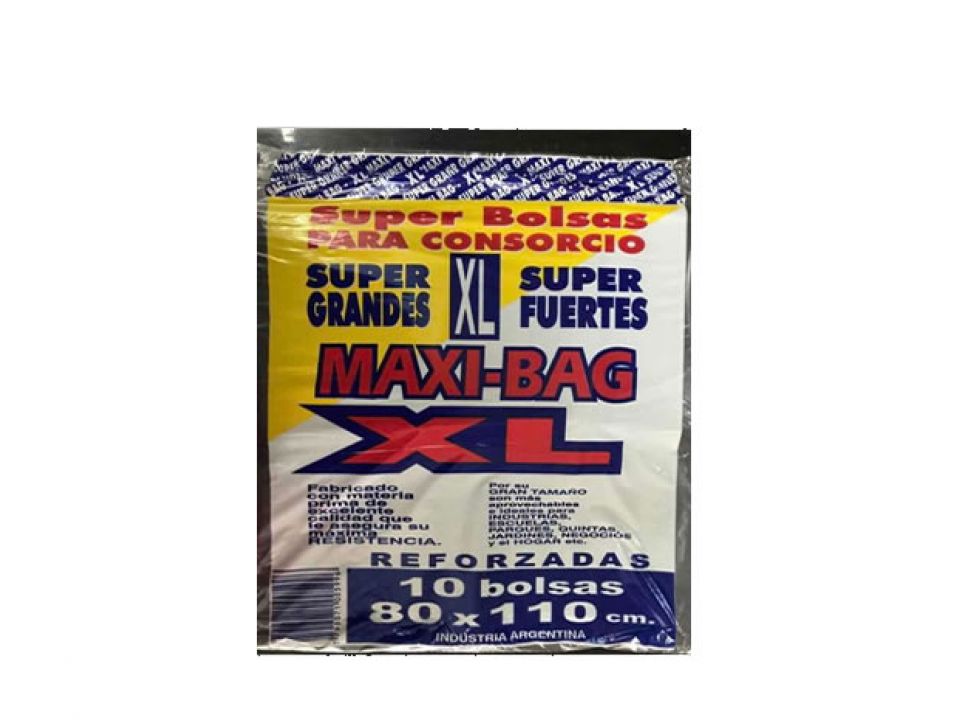 Super Bolsas
PARA CONSORCIO
SUPER GRANDES
XL
SUPER FUERTES
MAXI-BAG
XL
Fabricado
con materia
prima de
excelente
calidad que
le asegura su
máxima
RESISTENCIA.
Por su
GRAN TAMAÑO
son más
aprovechables
e ideales para
INDUSTRIAS,
ESCUELAS,
PARQUES, QUINTAS,
JARDINES, NEGOCIOS
y el HOGAR etc.
REFORZADAS
10 bolsas
80 x 110 cm.
INDUSTRIA ARGENTINA